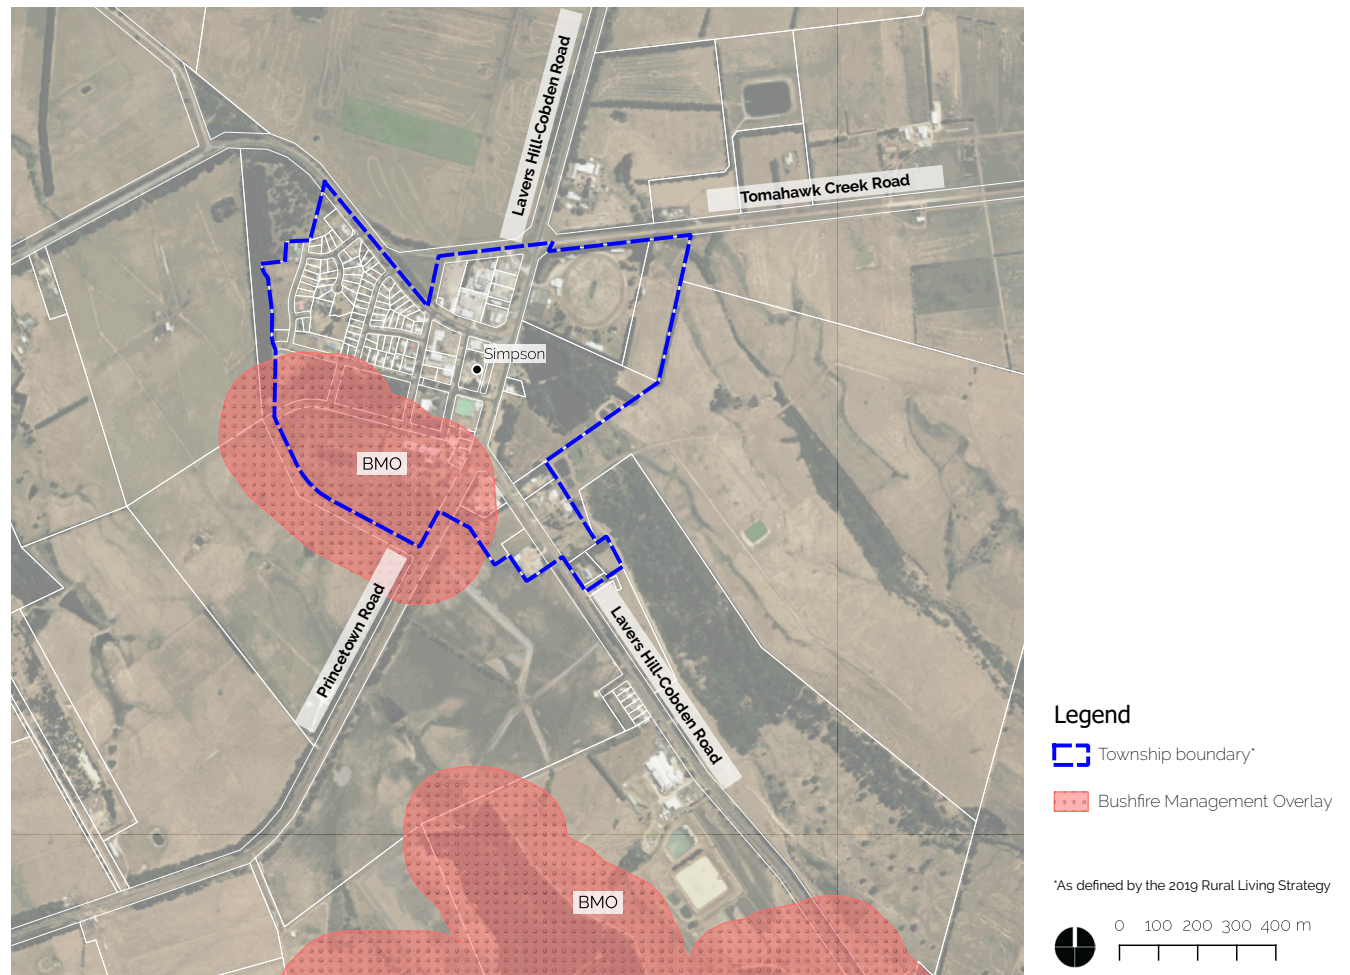 Lavers Hill-Cobden Road
Tomahawk Creek Road
Simpson
BMO
Princetown Road
Lavers Hill-Cobden Road
BMO
Legend
Township boundary*
Bushfire Management Overlay
*As defined by the 2019 Rural Living Strategy
0 100 200 300 400 m